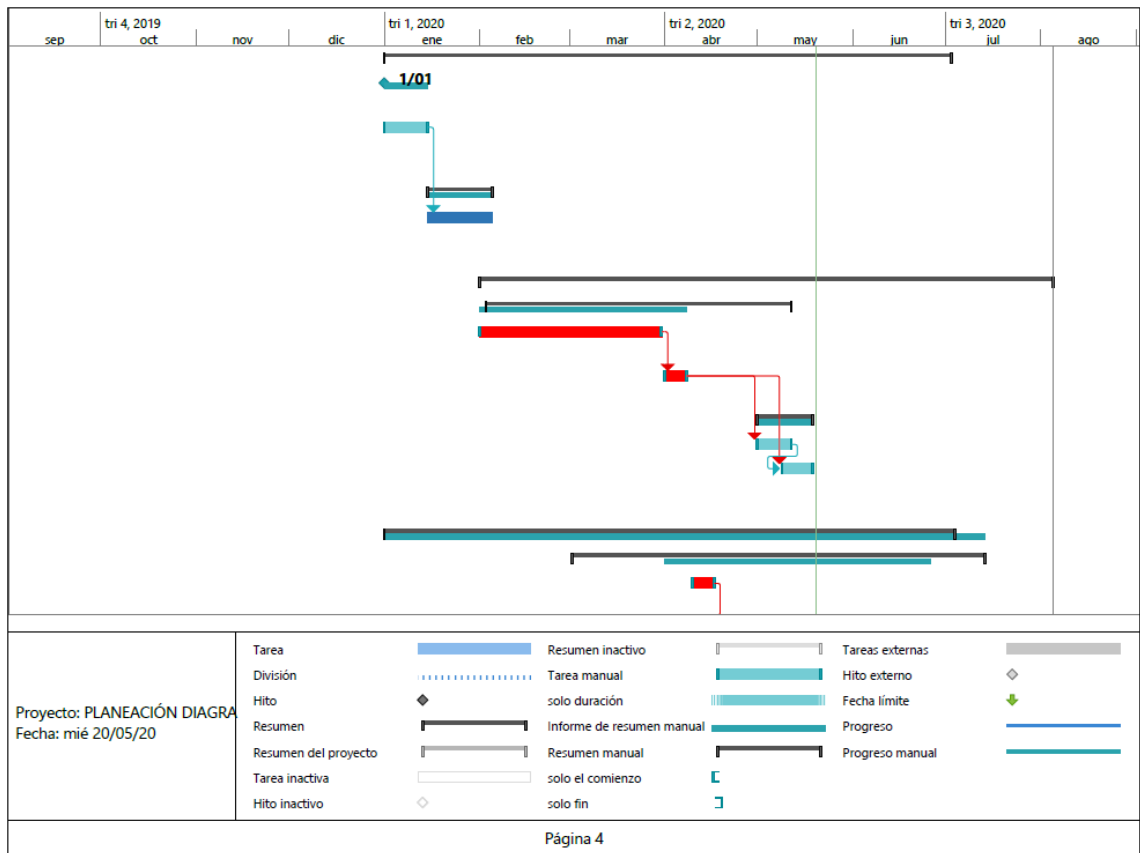 tri 4, 2019 tri 1, 2020 tri 2, 2020 tri 3, 2020
sep oct nov dic ene feb mar abr may jun jul ago
1/01
Proyecto: PLANEACIÓN DIAGRA
Fecha: mié 20/05/20
Tarea
División
Hito
Resumen
Resumen del proyecto
Tarea inactiva
Hito inactivo
Resumen inactivo
Tarea manual
solo duración
Informe de resumen manual
Resumen manual
solo el comienzo
solo fin
Tareas externas
Hito externo
Fecha límite
Progreso
Progreso manual
Página 4